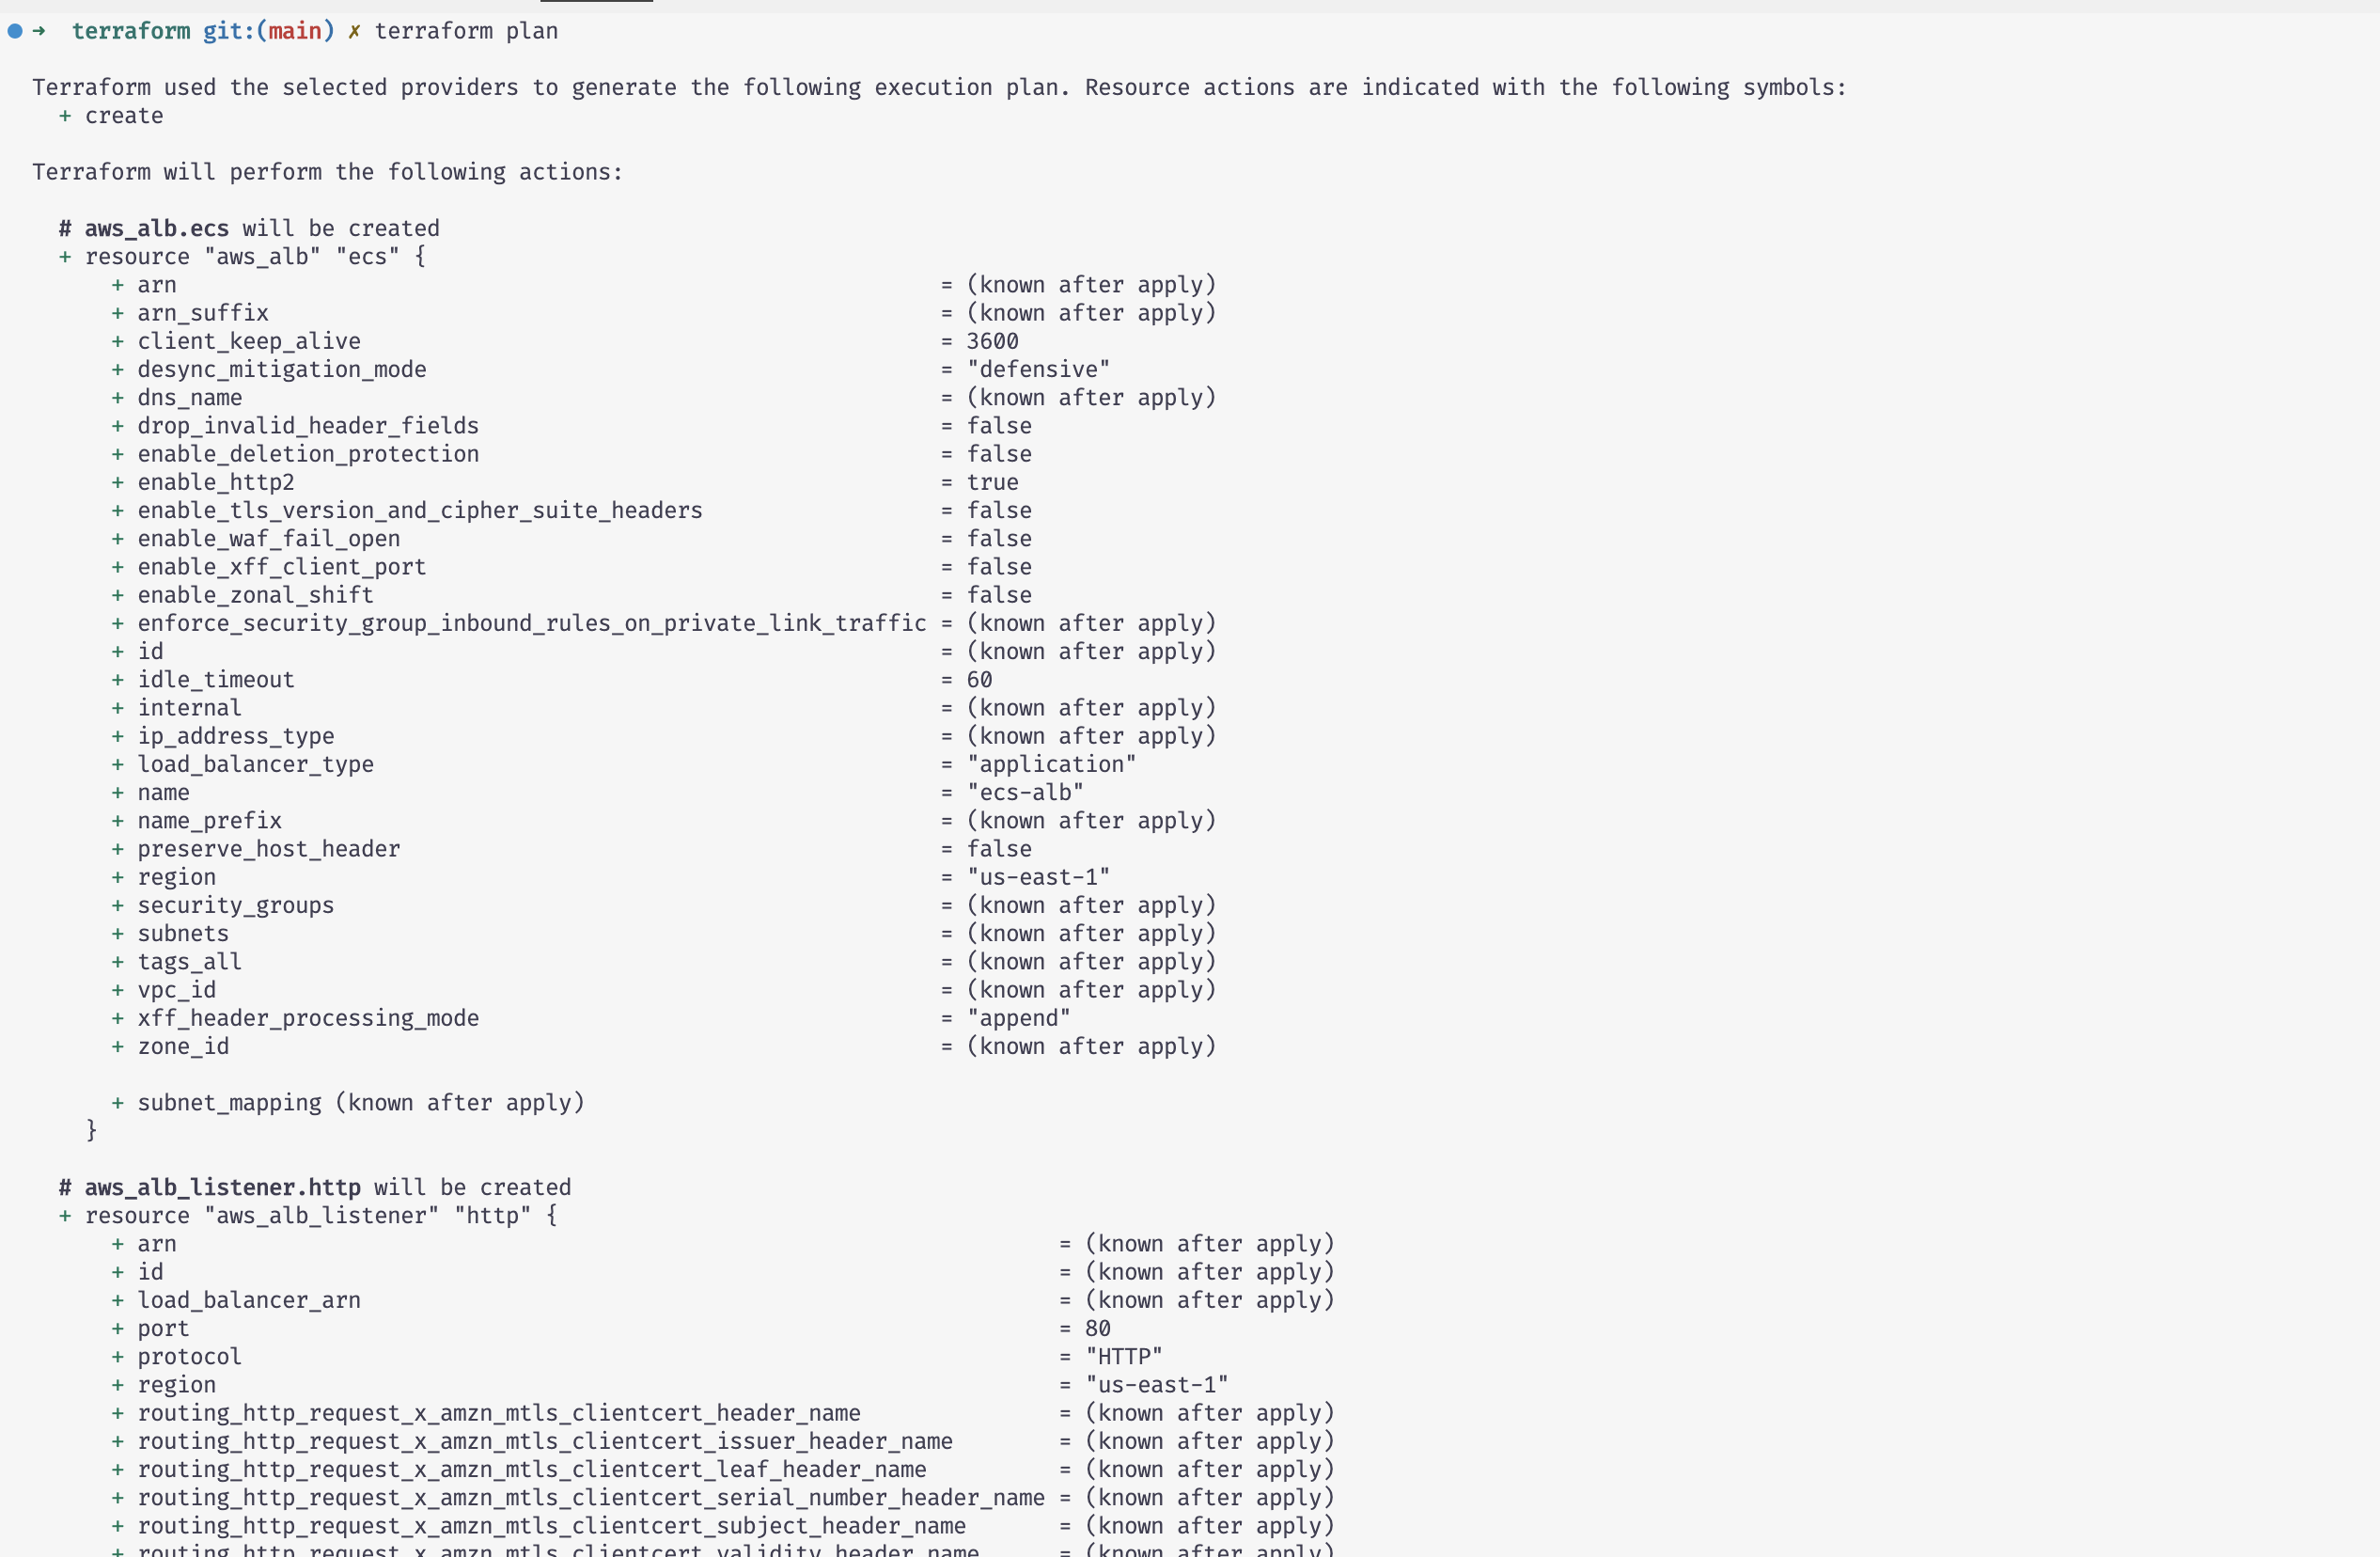 ➜  terraform git:(main) ✗ terraform plan

Terraform used the selected providers to generate the following execution plan. Resource actions are indicated with the following symbols:
  + create

Terraform will perform the following actions:

  # aws_alb.ecs will be created
  + resource "aws_alb" "ecs" {
      + arn                                                          = (known after apply)
      + arn_suffix                                                   = (known after apply)
      + client_keep_alive                                            = 3600
      + desync_mitigation_mode                                       = "defensive"
      + dns_name                                                     = (known after apply)
      + drop_invalid_header_fields                                   = false
      + enable_deletion_protection                                   = false
      + enable_http2                                                 = true
      + enable_tls_version_and_cipher_suite_headers                  = false
      + enable_waf_fail_open                                         = false
      + enable_xff_client_port                                       = false
      + enable_zonal_shift                                           = false
      + enforce_security_group_inbound_rules_on_private_link_traffic = (known after apply)
      + id                                                           = (known after apply)
      + idle_timeout                                                 = 60
      + internal                                                     = (known after apply)
      + ip_address_type                                              = (known after apply)
      + load_balancer_type                                           = "application"
      + name                                                         = "ecs-alb"
      + name_prefix                                                  = (known after apply)
      + preserve_host_header                                         = false
      + region                                                       = "us-east-1"
      + security_groups                                              = (known after apply)
      + subnets                                                      = (known after apply)
      + tags_all                                                     = (known after apply)
      + vpc_id                                                       = (known after apply)
      + xff_header_processing_mode                                   = "append"
      + zone_id                                                      = (known after apply)

      + subnet_mapping (known after apply)
    }

  # aws_alb_listener.http will be created
  + resource "aws_alb_listener" "http" {
      + arn                                                                   = (known after apply)
      + id                                                                    = (known after apply)
      + load_balancer_arn                                                     = (known after apply)
      + port                                                                  = 80
      + protocol                                                              = "HTTP"
      + region                                                                = "us-east-1"
      + routing_http_request_x_amzn_mtls_clientcert_header_name               = (known after apply)
      + routing_http_request_x_amzn_mtls_clientcert_issuer_header_name        = (known after apply)
      + routing_http_request_x_amzn_mtls_clientcert_leaf_header_name          = (known after apply)
      + routing_http_request_x_amzn_mtls_clientcert_serial_number_header_name = (known after apply)
      + routing_http_request_x_amzn_mtls_clientcert_subject_header_name       = (known after apply)
      + routing_http_request_x_amzn_mtls_clientcert_validity_header_name      = (known after apply)